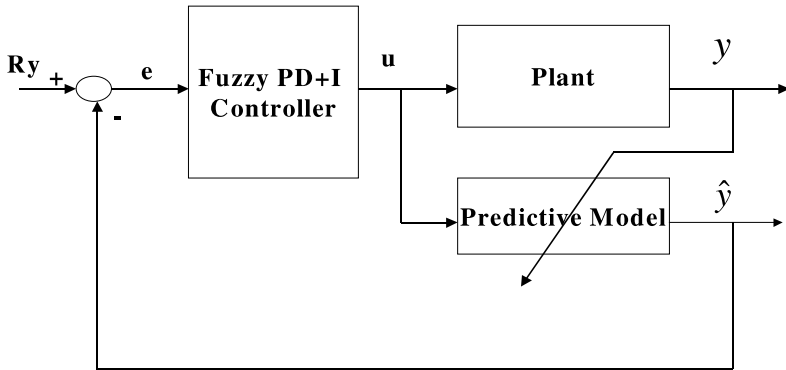 Ry
+
-
e
Fuzzy PD+I
Controller
u
Plant
y
Predictive Model
ŷ